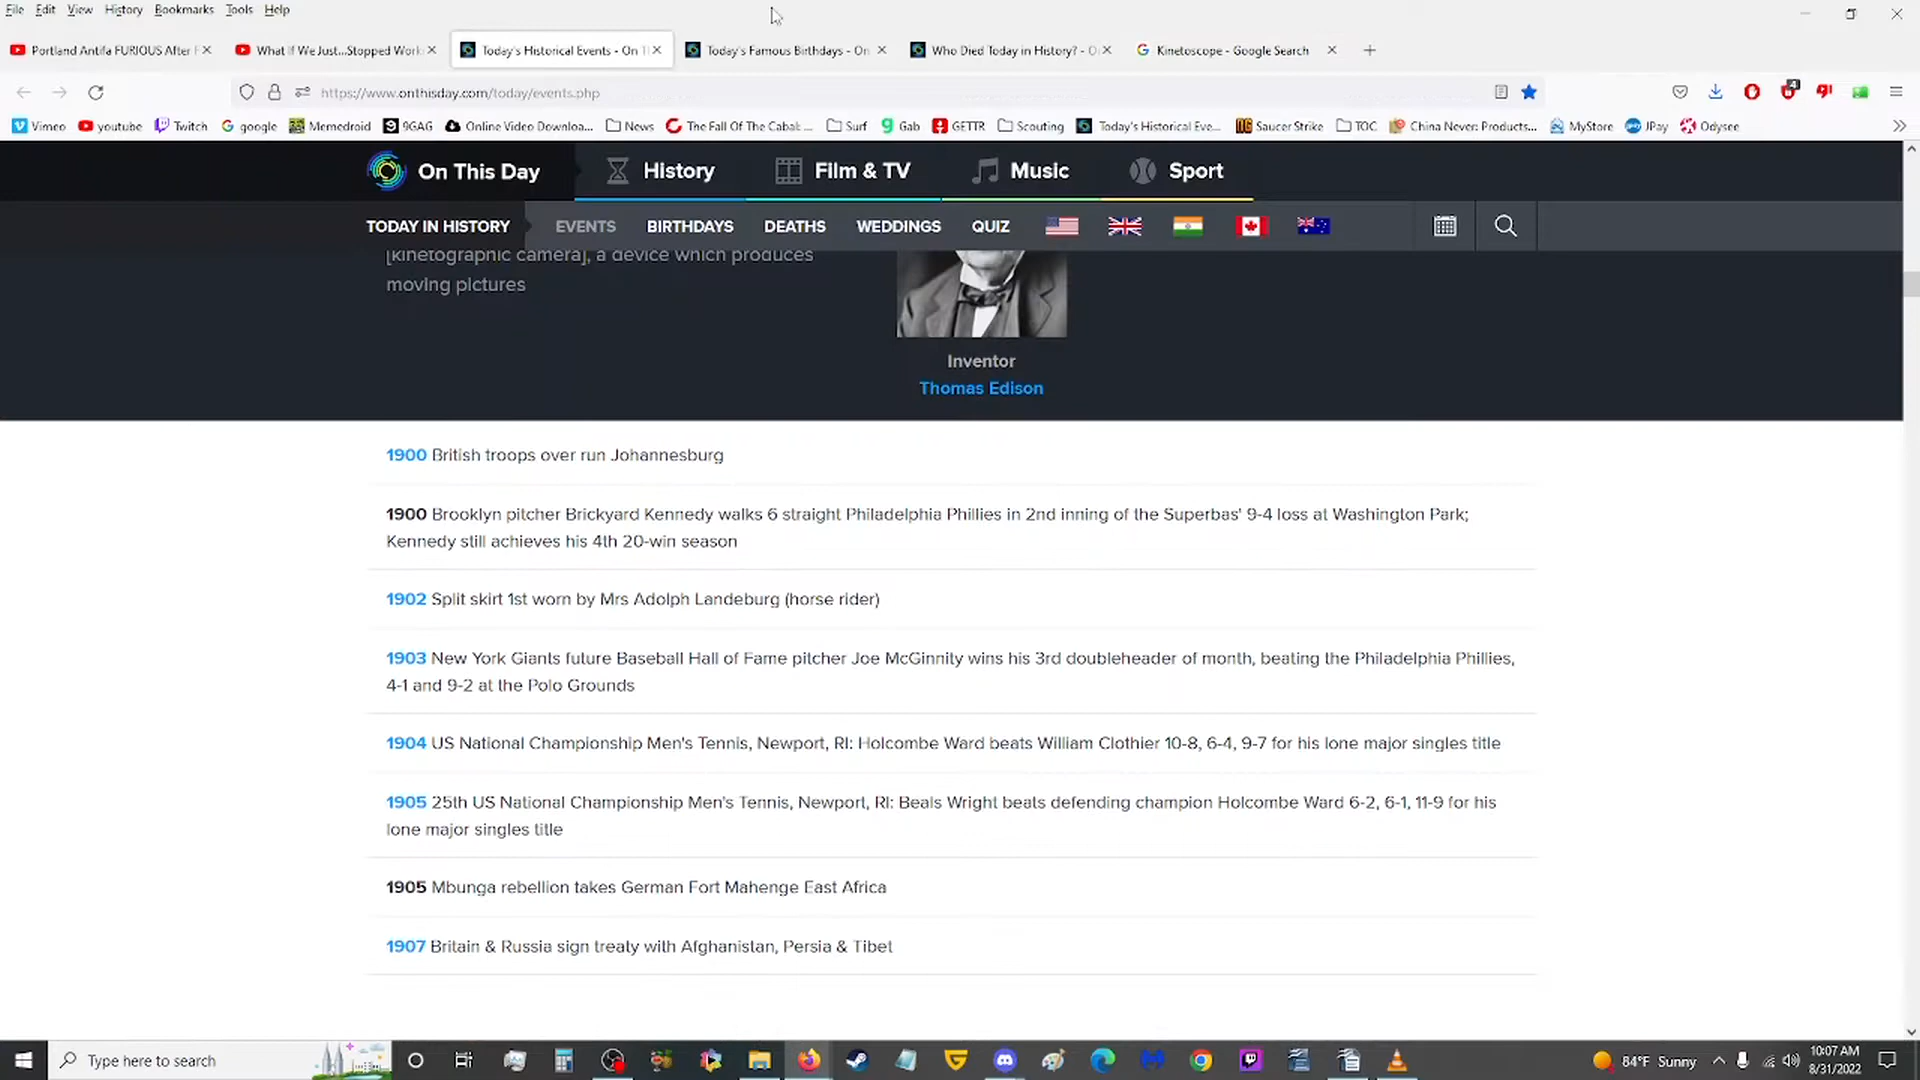 File Edit View History Bookmarks Tools Help
Portland Antifa FURIOUS After F
What If We Just...Stopped Work
Today's Historical Events - On T
Today's Famous Birthdays - On
Who Died Today in History? - O
Kinetoscope - Google Search
https://www.onthisday.com/today/events.php
4
Vimeo youtube Twitch google Memedroid 9GAG Online Video Downloa... News The Fall Of The Cabal ... Surf Gab GETTR Scouting Today's Historical Eve... Saucer Strike TOC China Never: Products... MyStore JPay Odysee
On This Day History Film & TV Music Sport
TODAY IN HISTORY EVENTS BIRTHDAYS DEATHS WEDDINGS QUIZ
[kinetographic camera], a device which produces
moving pictures
Inventor
Thomas Edison
1900 British troops over run Johannesburg
1900 Brooklyn pitcher Brickyard Kennedy walks 6 straight Philadelphia Phillies in 2nd inning of the Superbas' 9-4 loss at Washington Park;
Kennedy still achieves his 4th 20-win season
1902 Split skirt 1st worn by Mrs Adolph Landeburg (horse rider)
1903 New York Giants future Baseball Hall of Fame pitcher Joe McGinnity wins his 3rd doubleheader of month, beating the Philadelphia Phillies,
4-1 and 9-2 at the Polo Grounds
1904 US National Championship Men's Tennis, Newport, RI: Holcombe Ward beats William Clothier 10-8, 6-4, 9-7 for his lone major singles title
1905 25th US National Championship Men's Tennis, Newport, RI: Beals Wright beats defending champion Holcombe Ward 6-2, 6-1, 11-9 for his
lone major singles title
1905 Mbunga rebellion takes German Fort Mahenge East Africa
1907 Britain & Russia sign treaty with Afghanistan, Persia & Tibet
Type here to search
84°F Sunny
10:07 AM
8/31/2022